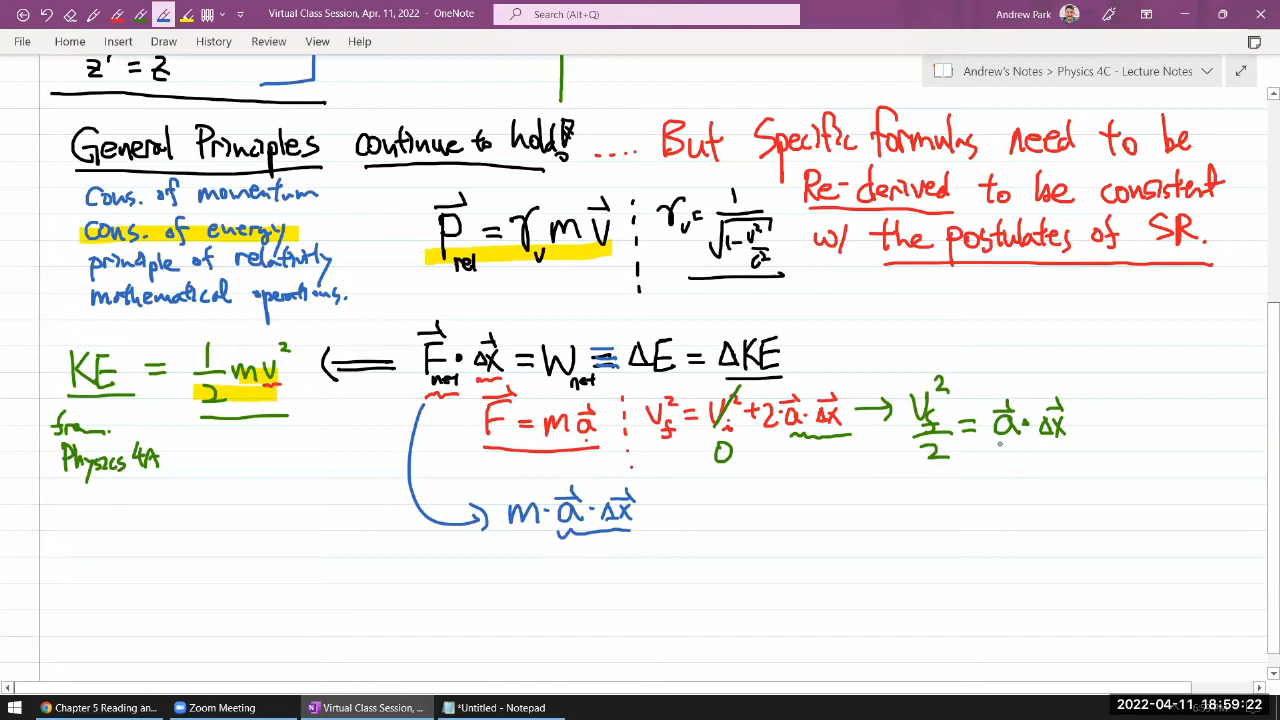 Virtual Class Session, Apr. 11, 2022 - OneNote
Search (Alt+Q)
Andrew Park
File Home Insert Draw History Review View Help
Andrew's Notes > Physics 4C - Lecture Notes
z' = z
General Principles continue to hold! .... But Specific formulas need to be
Re-derived to be consistent
w/ the postulates of SR.
Cons. of momentum
Cons. of energy
principle of relativity
mathematical operations.
p⃗_rel = γ_v m v⃗ ⋮ γ_v = 1/√(1 - v²/c²)
KE = 1/2 mv² ⟸ F⃗_net · Δx⃗ = W_net ≡ ΔE = ΔKE
from
Physics 4A
F⃗ = m a⃗ ⋮ v_f² = v_i² + 2·a⃗·Δx⃗ → v_f²/2 = a⃗·Δx⃗
0
m·a⃗·Δx⃗
Chapter 5 Reading an...
Zoom Meeting
Virtual Class Session,...
*Untitled - Notepad
2022-04-11 18:59:22